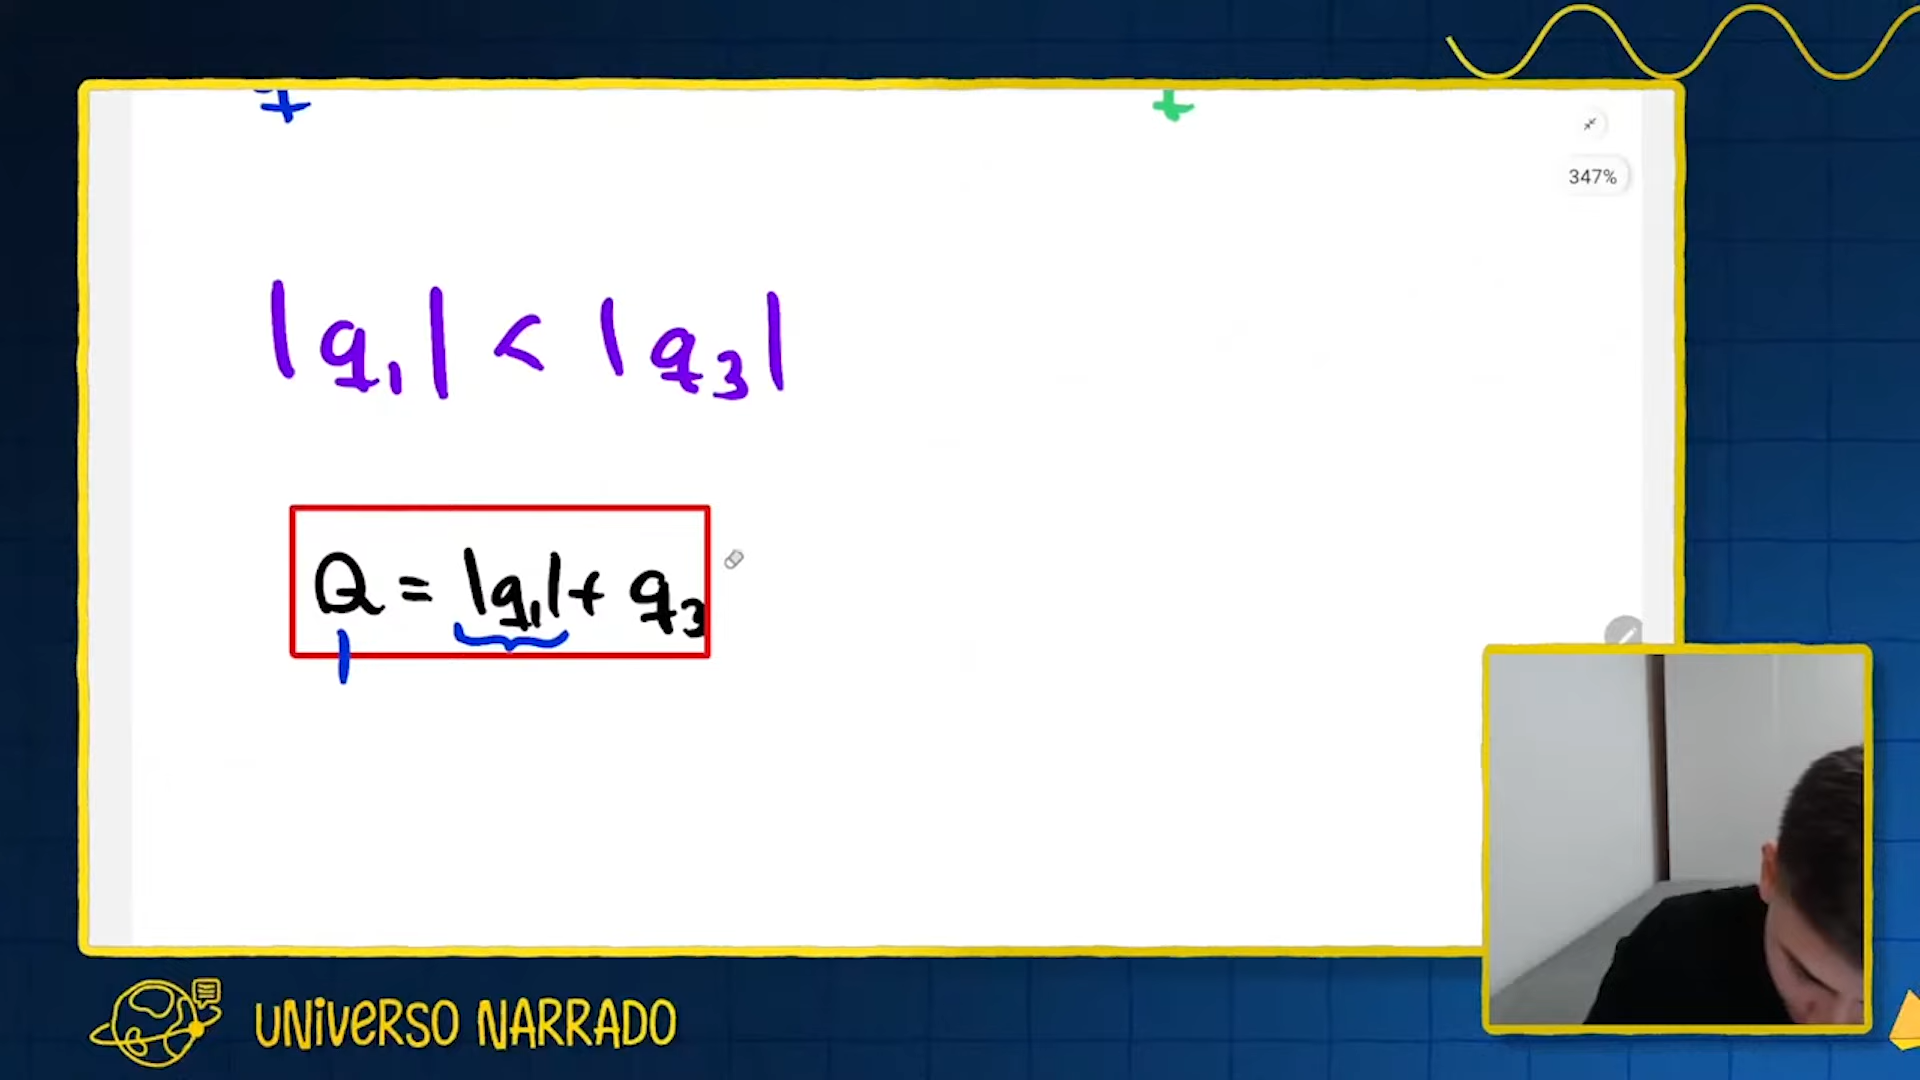 347%
|q₁| < |q₃|
Q = |q₁| + q₃
UNIVERSO NARRADO